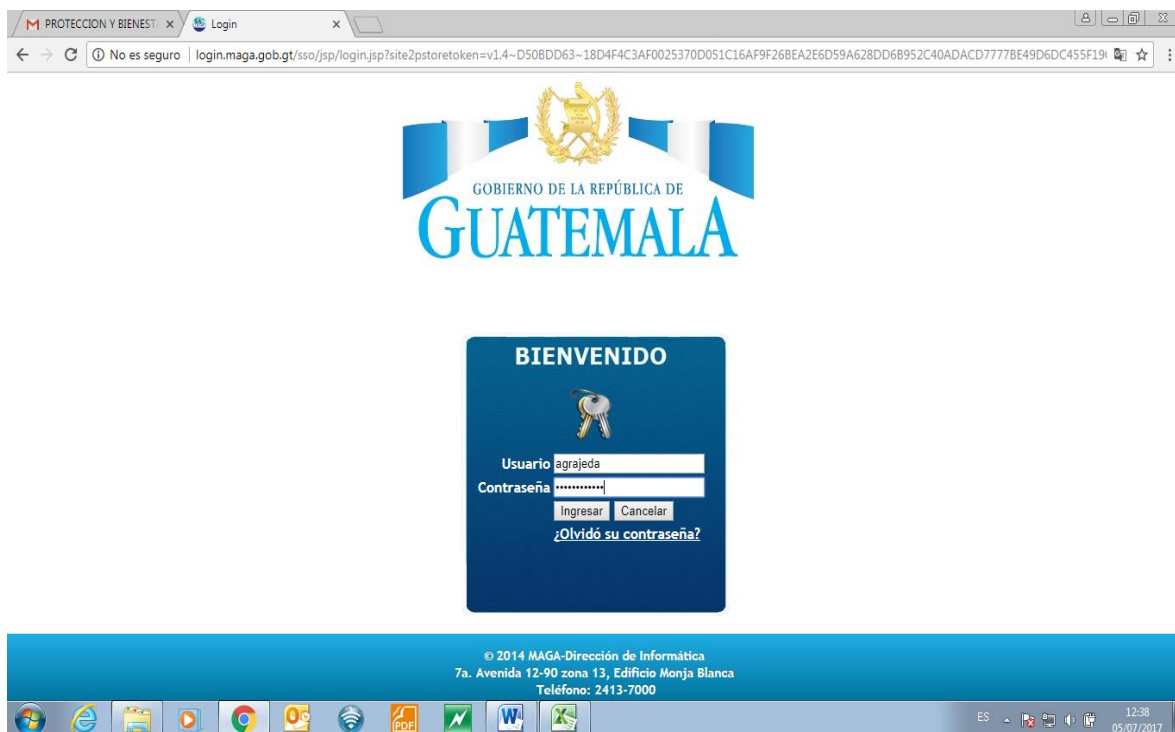 PROTECCION Y BIENEST
Login
No es seguro
login.maga.gob.gt/sso/jsp/login.jsp?site2pstoretoken=v1.4~D50BDD63~18D4F4C3AF0025370D051C16AF9F26BEA2E6D59A628DD6B952C40ADACD7777BE49D6DC455F19
GOBIERNO DE LA REPÚBLICA DE
GUATEMALA
BIENVENIDO
Usuario agrajeda
Contraseña ••••••••••••
Ingresar Cancelar
¿Olvidó su contraseña?
© 2014 MAGA-Dirección de Informática
7a. Avenida 12-90 zona 13, Edificio Monja Blanca
Teléfono: 2413-7000
PDF
ES
12:38
05/07/2017